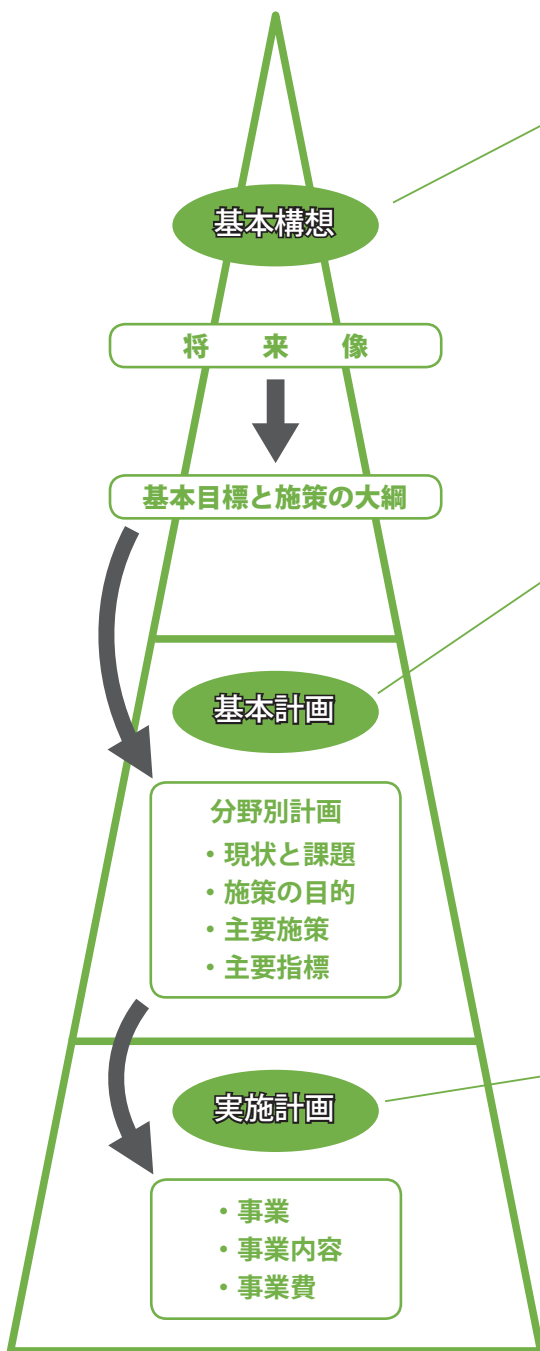 基本構想
将来像
基本目標と施策の大綱
基本計画
分野別計画
・現状と課題
・施策の目的
・主要施策
・主要指標
実施計画
・事業
・事業内容
・事業費